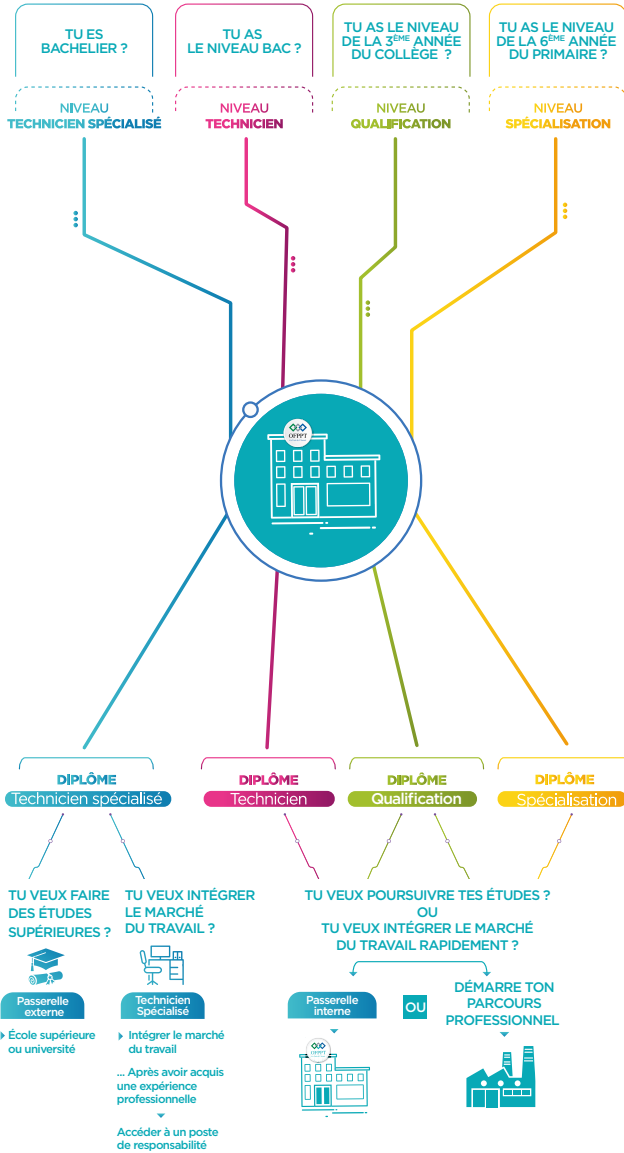 TU ES
BACHELIER ?
TU AS
LE NIVEAU BAC ?
TU AS LE NIVEAU
DE LA 3ÈME ANNÉE
DU COLLÈGE ?
TU AS LE NIVEAU
DE LA 6ÈME ANNÉE
DU PRIMAIRE ?
NIVEAU
TECHNICIEN SPÉCIALISÉ
NIVEAU
TECHNICIEN
NIVEAU
QUALIFICATION
NIVEAU
SPÉCIALISATION
OFPPT
DIPLÔME
Technicien spécialisé
DIPLÔME
Technicien
DIPLÔME
Qualification
DIPLÔME
Spécialisation
TU VEUX FAIRE
DES ÉTUDES
SUPÉRIEURES ?
TU VEUX INTÉGRER
LE MARCHÉ
DU TRAVAIL ?
TU VEUX POURSUIVRE TES ÉTUDES ?
OU
TU VEUX INTÉGRER LE MARCHÉ
DU TRAVAIL RAPIDEMENT ?
Passerelle
externe
École supérieure
ou université
Technicien
Spécialisé
Intégrer le marché
du travail
... Après avoir acquis
une expérience
professionnelle
Accéder à un poste
de responsabilité
Passerelle
interne
OFPPT
OU
DÉMARRE TON
PARCOURS
PROFESSIONNEL